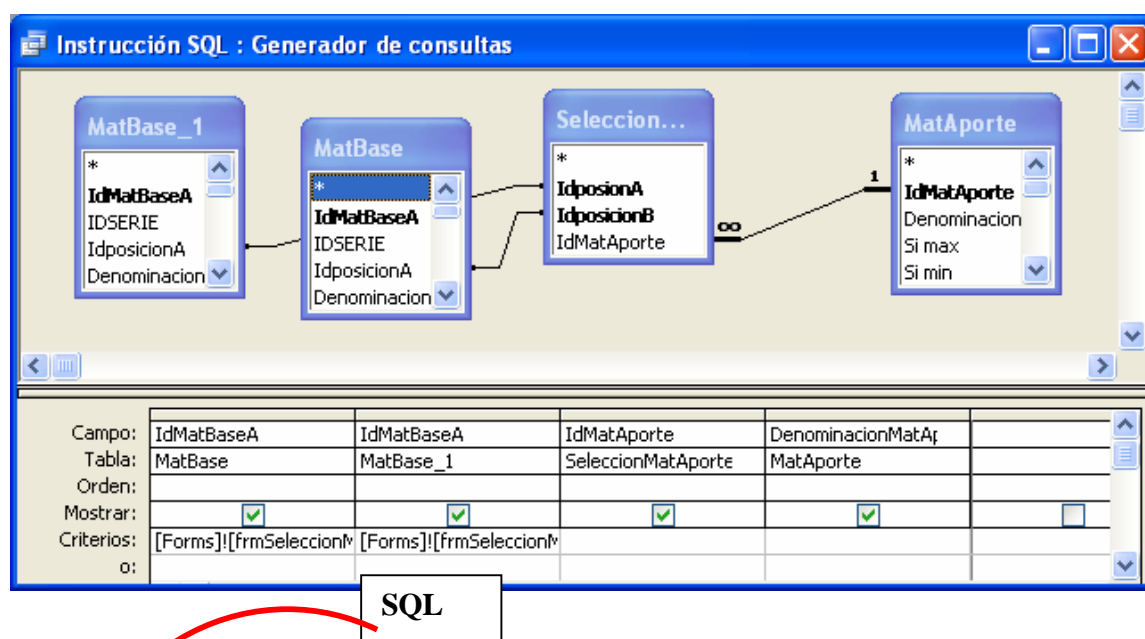 Instrucción SQL : Generador de consultas
MatBase_1
*
IdMatBaseA
IDSERIE
IdposicionA
Denominacion
MatBase
*
IdMatBaseA
IDSERIE
IdposicionA
Denominacion
Seleccion...
*
IdposionA
IdposicionB
IdMatAporte
∞
1
MatAporte
*
IdMatAporte
Denominacion
Si max
Si min
Campo: IdMatBaseA IdMatBaseA IdMatAporte DenominacionMatAp
Tabla: MatBase MatBase_1 SeleccionMatAporte MatAporte
Orden:
Mostrar:
Criterios: [Forms]![frmSeleccionM [Forms]![frmSeleccionM
o:
SQL